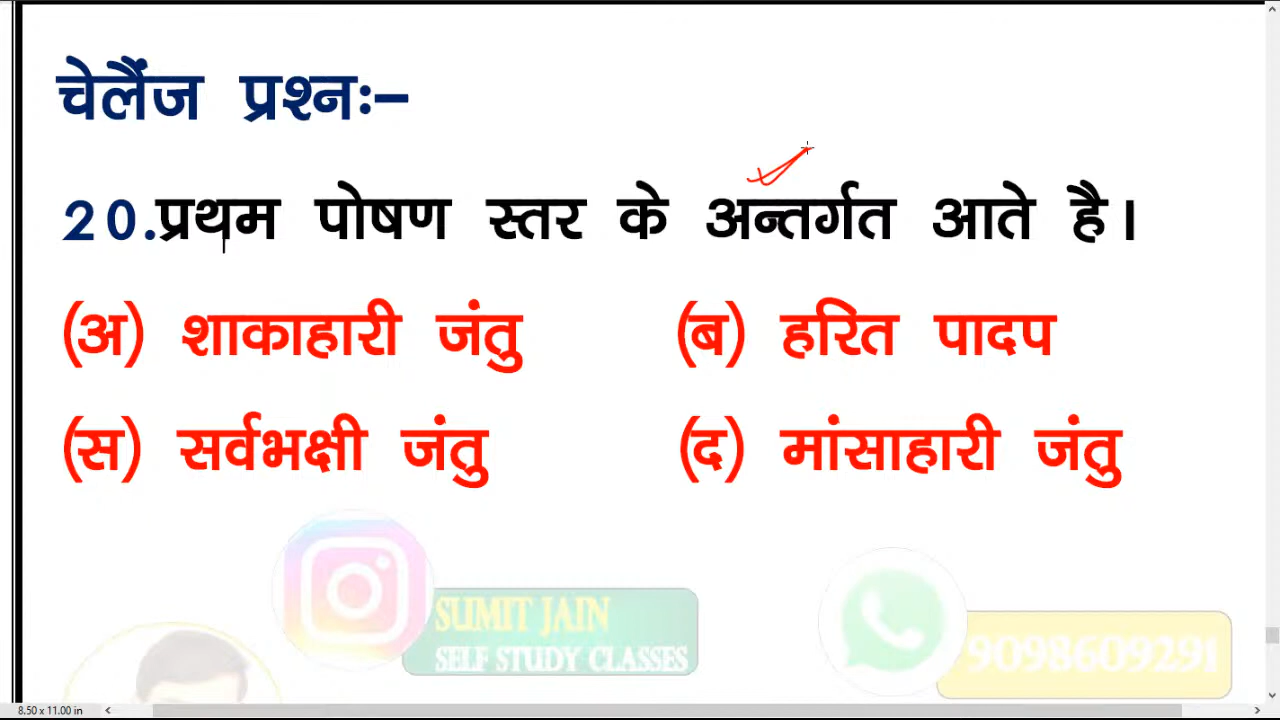 चेलैंज प्रश्नः–
20.प्रथम पोषण स्तर के अन्तर्गत आते है।
(अ) शाकाहारी जंतु (ब) हरित पादप
(स) सर्वभक्षी जंतु (द) मांसाहारी जंतु
SUMIT JAIN
SELF STUDY CLASSES
9098609291
8.50 x 11.00 in